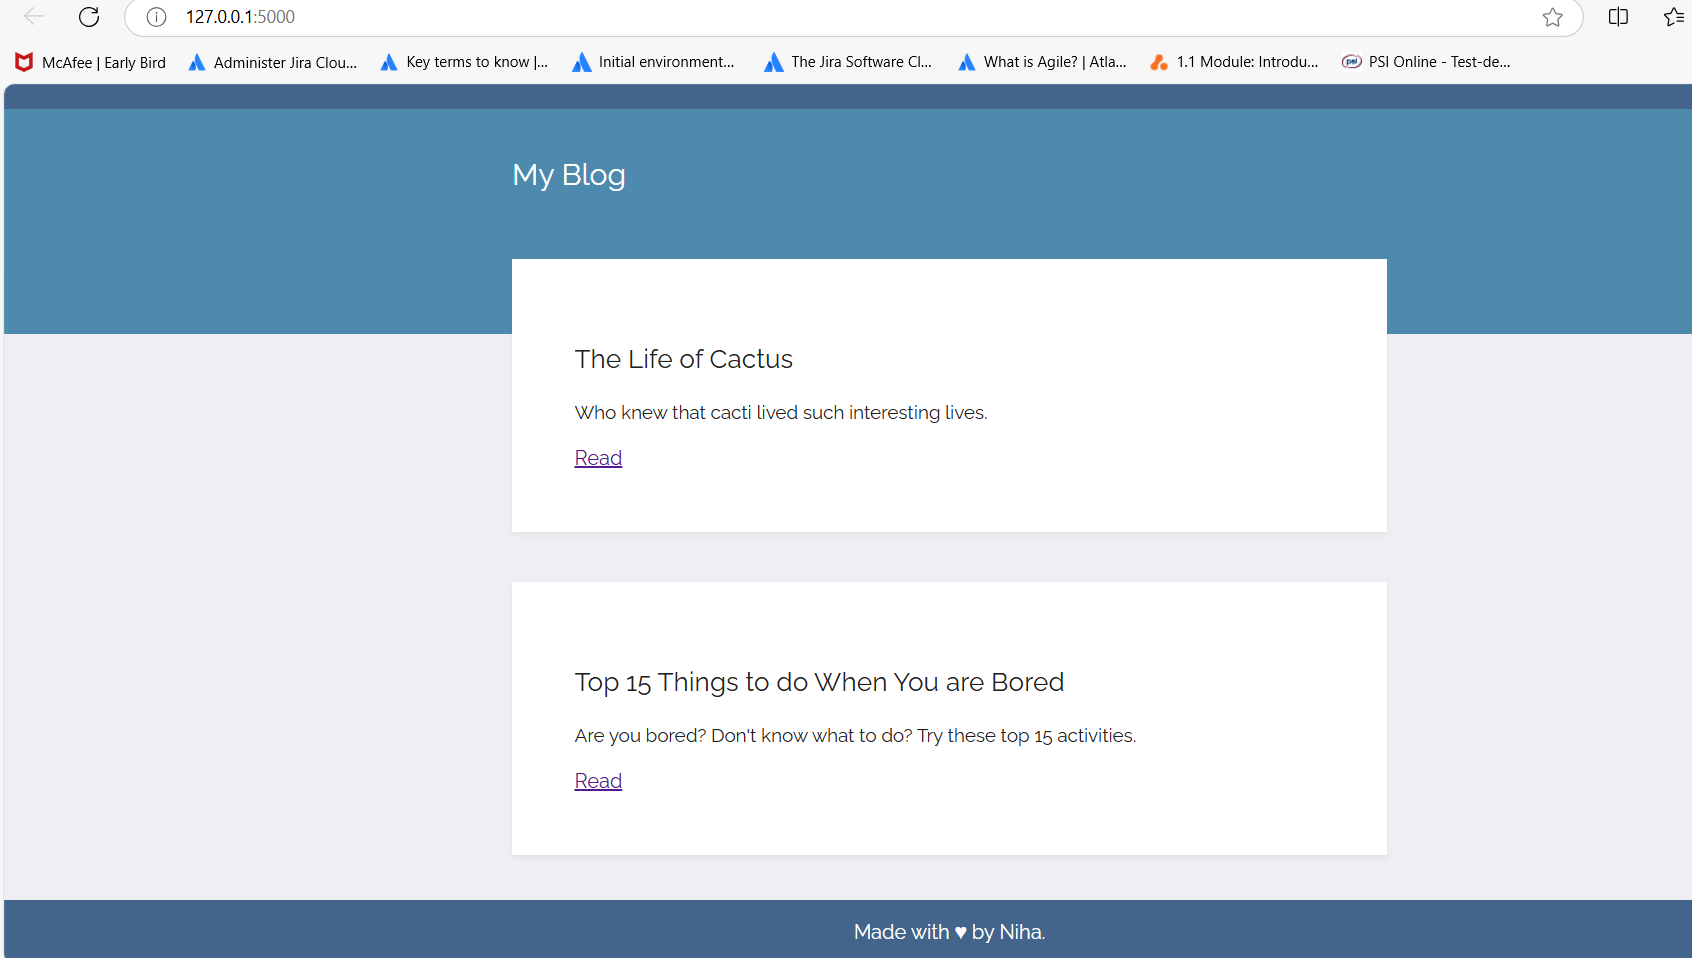 127.0.0.1:5000
McAfee | Early Bird
Administer Jira Clou...
Key terms to know |...
Initial environment...
The Jira Software Cl...
What is Agile? | Atla...
1.1 Module: Introdu...
psi
PSI Online - Test-de...
My Blog
The Life of Cactus
Who knew that cacti lived such interesting lives.
Read
Top 15 Things to do When You are Bored
Are you bored? Don't know what to do? Try these top 15 activities.
Read
Made with ♥ by Niha.